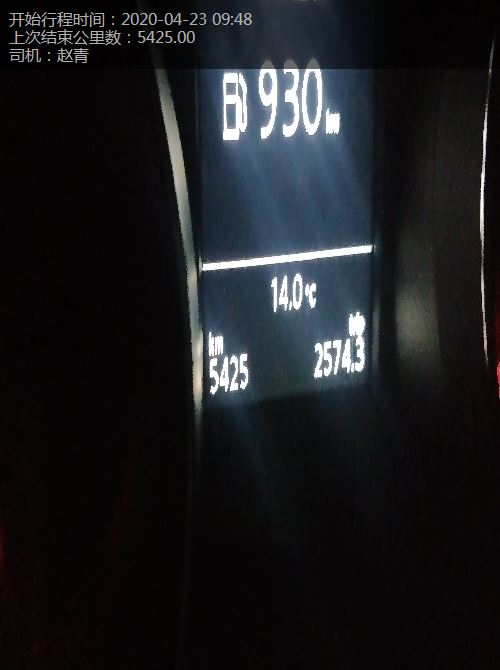 开始行程时间：2020-04-23 09:48
上次结束公里数：5425.00
司机：赵青
930 km
14.0 °C
km trip
5425 2574.3